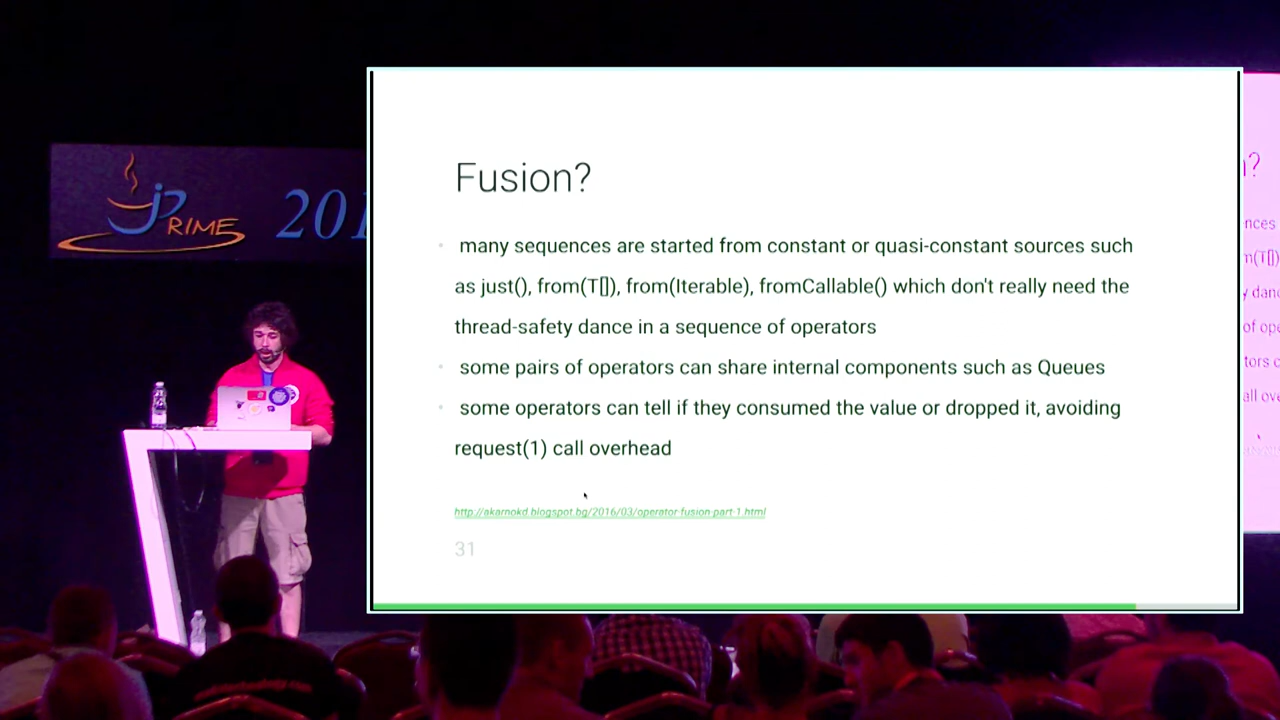 JPRIME 201
Fusion?
many sequences are started from constant or quasi-constant sources such
as just(), from(T[]), from(Iterable), fromCallable() which don't really need the
thread-safety dance in a sequence of operators
some pairs of operators can share internal components such as Queues
some operators can tell if they consumed the value or dropped it, avoiding
request(1) call overhead
http://akarnokd.blogspot.bg/2016/03/operator-fusion-part-1.html
31